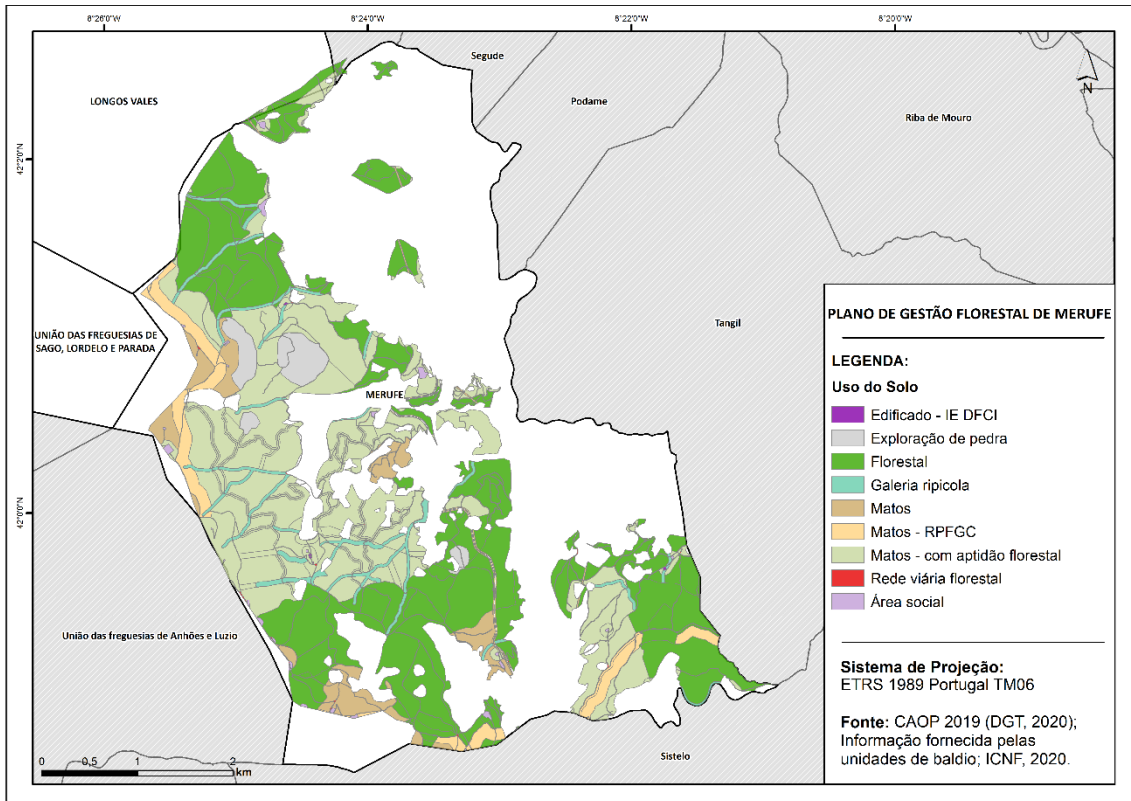 8°26'0"W
8°24'0"W
8°22'0"W
8°20'0"W
Segude
LONGOS VALES
Podame
Riba de Mouro
N
42°2'0"N
Tangil
UNIÃO DAS FREGUESIAS DE
SAGO, LORDELO E PARADA
MERUFE
42°0'0"N
União das freguesias de Anhões e Luzio
Sistelo
0 1 2
km
PLANO DE GESTÃO FLORESTAL DE MERUFE
LEGENDA:
Uso do Solo
Edificado - IE DFCI
Exploração de pedra
Florestal
Galeria ripicola
Matos
Matos - RPFGC
Matos - com aptidão florestal
Rede viária florestal
Área social
Sistema de Projeção:
ETRS 1989 Portugal TM06
Fonte: CAOP 2019 (DGT, 2020);
Informação fornecida pelas
unidades de baldio; ICNF, 2020.